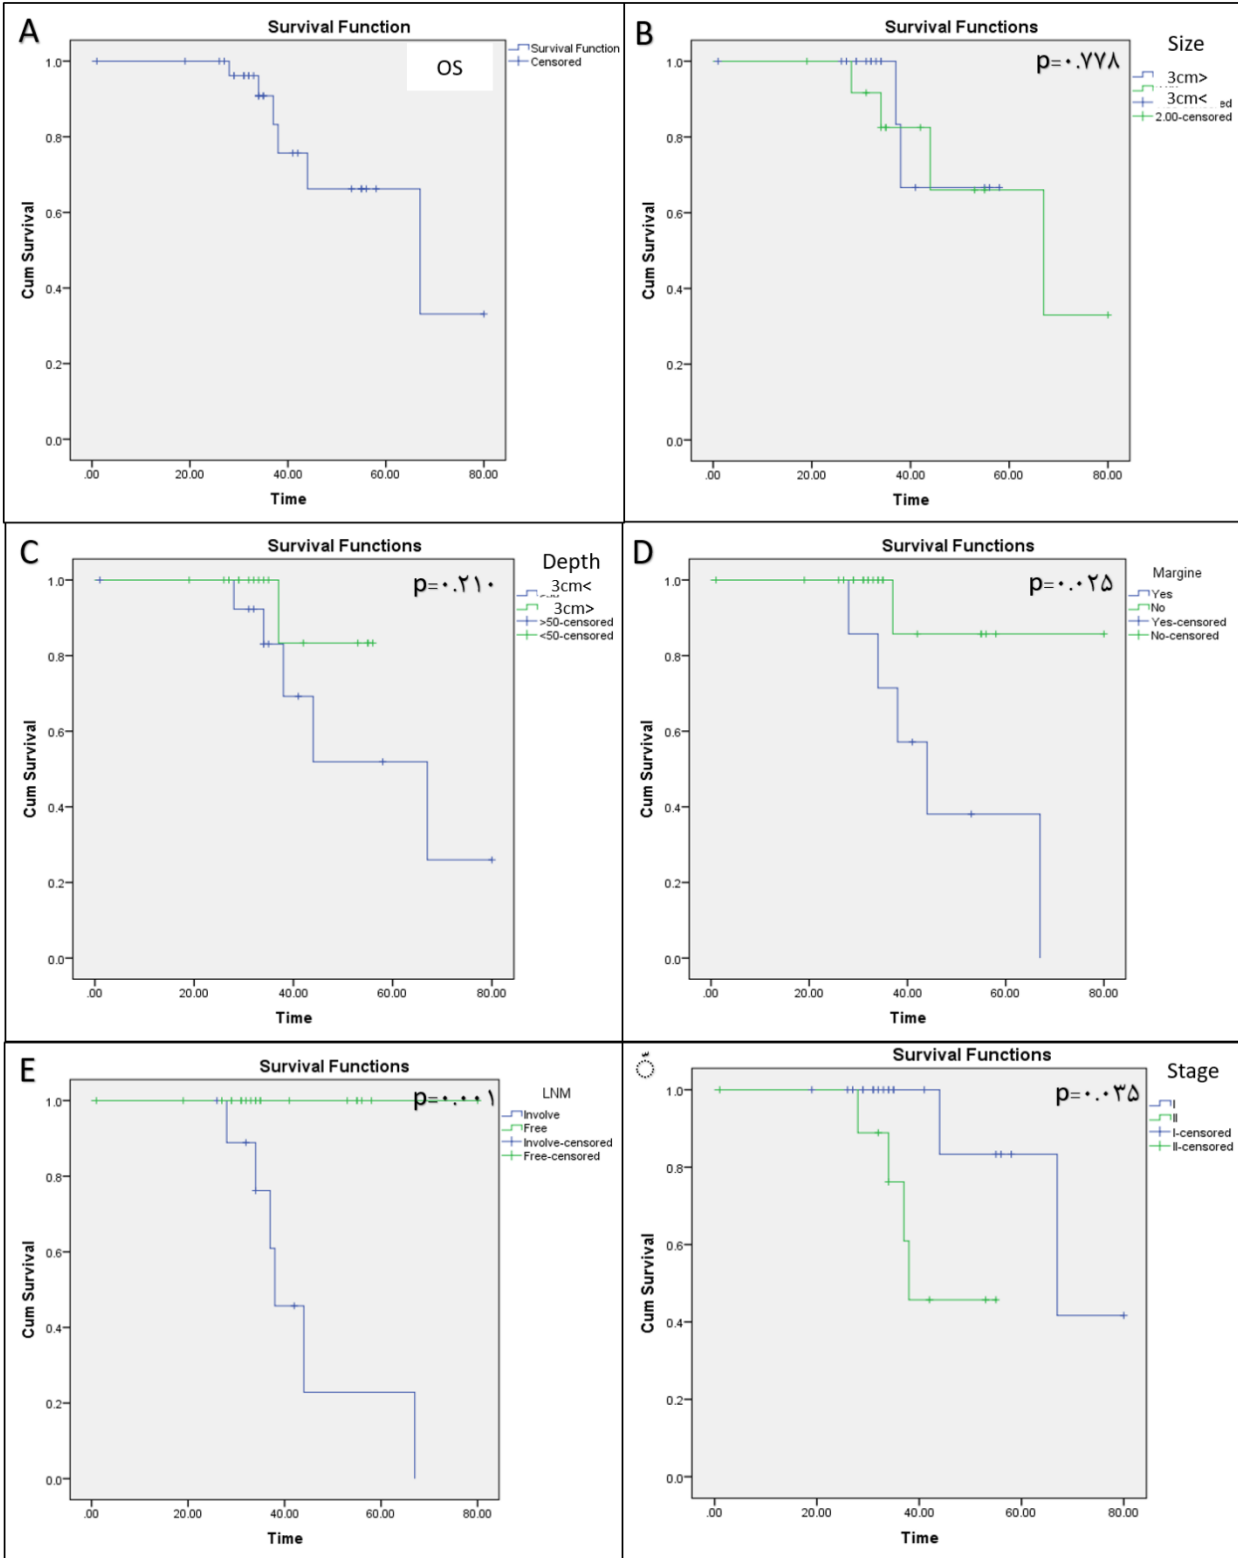 A
Survival Function
OS
Survival Function
Censored
1.0
0.8
0.6
0.4
0.2
0.0
Cum Survival
.00 20.00 40.00 60.00 80.00
Time
B
Survival Functions
p=۰.۷۷۸
Size
3cm>
3cm<
ed
2.00-censored
1.0
0.8
0.6
0.4
0.2
0.0
Cum Survival
.00 20.00 40.00 60.00 80.00
Time
C
Survival Functions
p=۰.۲۱۰
Depth
3cm<
3cm>
>50-censored
<50-censored
1.0
0.8
0.6
0.4
0.2
0.0
Cum Survival
.00 20.00 40.00 60.00 80.00
Time
D
Survival Functions
p=۰.۰۲۵
Margine
Yes
No
Yes-censored
No-censored
1.0
0.8
0.6
0.4
0.2
0.0
Cum Survival
.00 20.00 40.00 60.00 80.00
Time
E
Survival Functions
p=۰.۰۰۱
LNM
Involve
Free
Involve-censored
Free-censored
1.0
0.8
0.6
0.4
0.2
0.0
Cum Survival
.00 20.00 40.00 60.00 80.00
Time
Survival Functions
p=۰.۰۳۵
Stage
I
II
I-censored
II-censored
1.0
0.8
0.6
0.4
0.2
0.0
Cum Survival
.00 20.00 40.00 60.00 80.00
Time